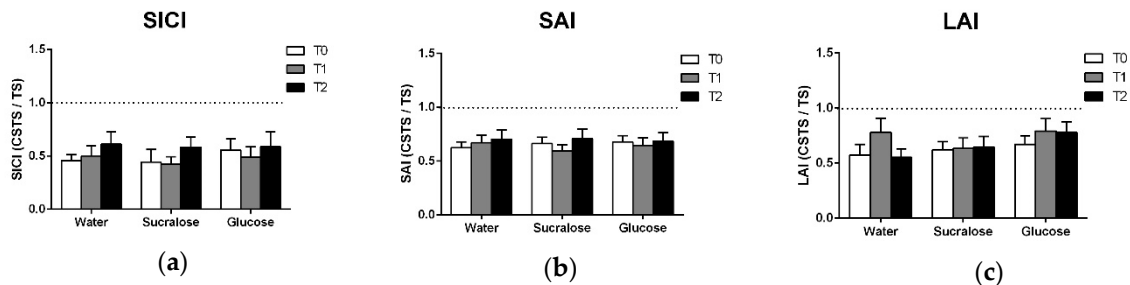 SICI
SICI (CSTS / TS)
1.5
1.0
0.5
0.0
Water Sucralose Glucose
T0
T1
T2
(a)
SAI
SAI (CSTS / TS)
1.5
1.0
0.5
0.0
Water Sucralose Glucose
T0
T1
T2
(b)
LAI
LAI (CSTS / TS)
1.5
1.0
0.5
0.0
Water Sucralose Glucose
T0
T1
T2
(c)